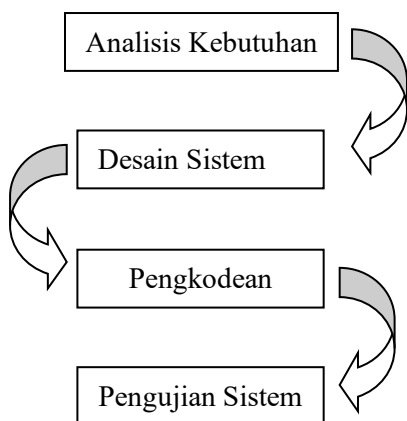 Analisis Kebutuhan
Desain Sistem
Pengkodean
Pengujian Sistem